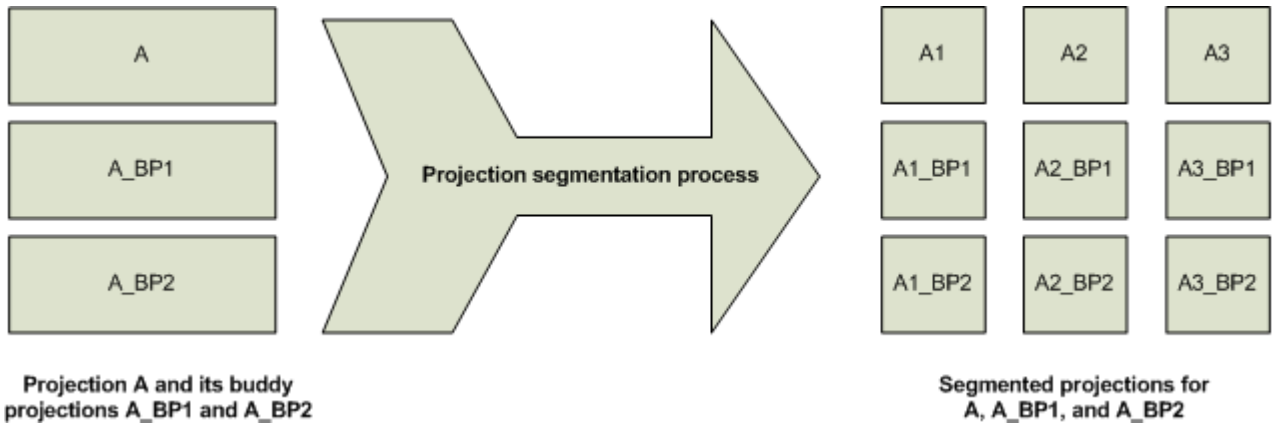 A
A_BP1
A_BP2
Projection A and its buddy
projections A_BP1 and A_BP2
Projection segmentation process
A1 A2 A3
A1_BP1 A2_BP1 A3_BP1
A1_BP2 A2_BP2 A3_BP2
Segmented projections for
A, A_BP1, and A_BP2